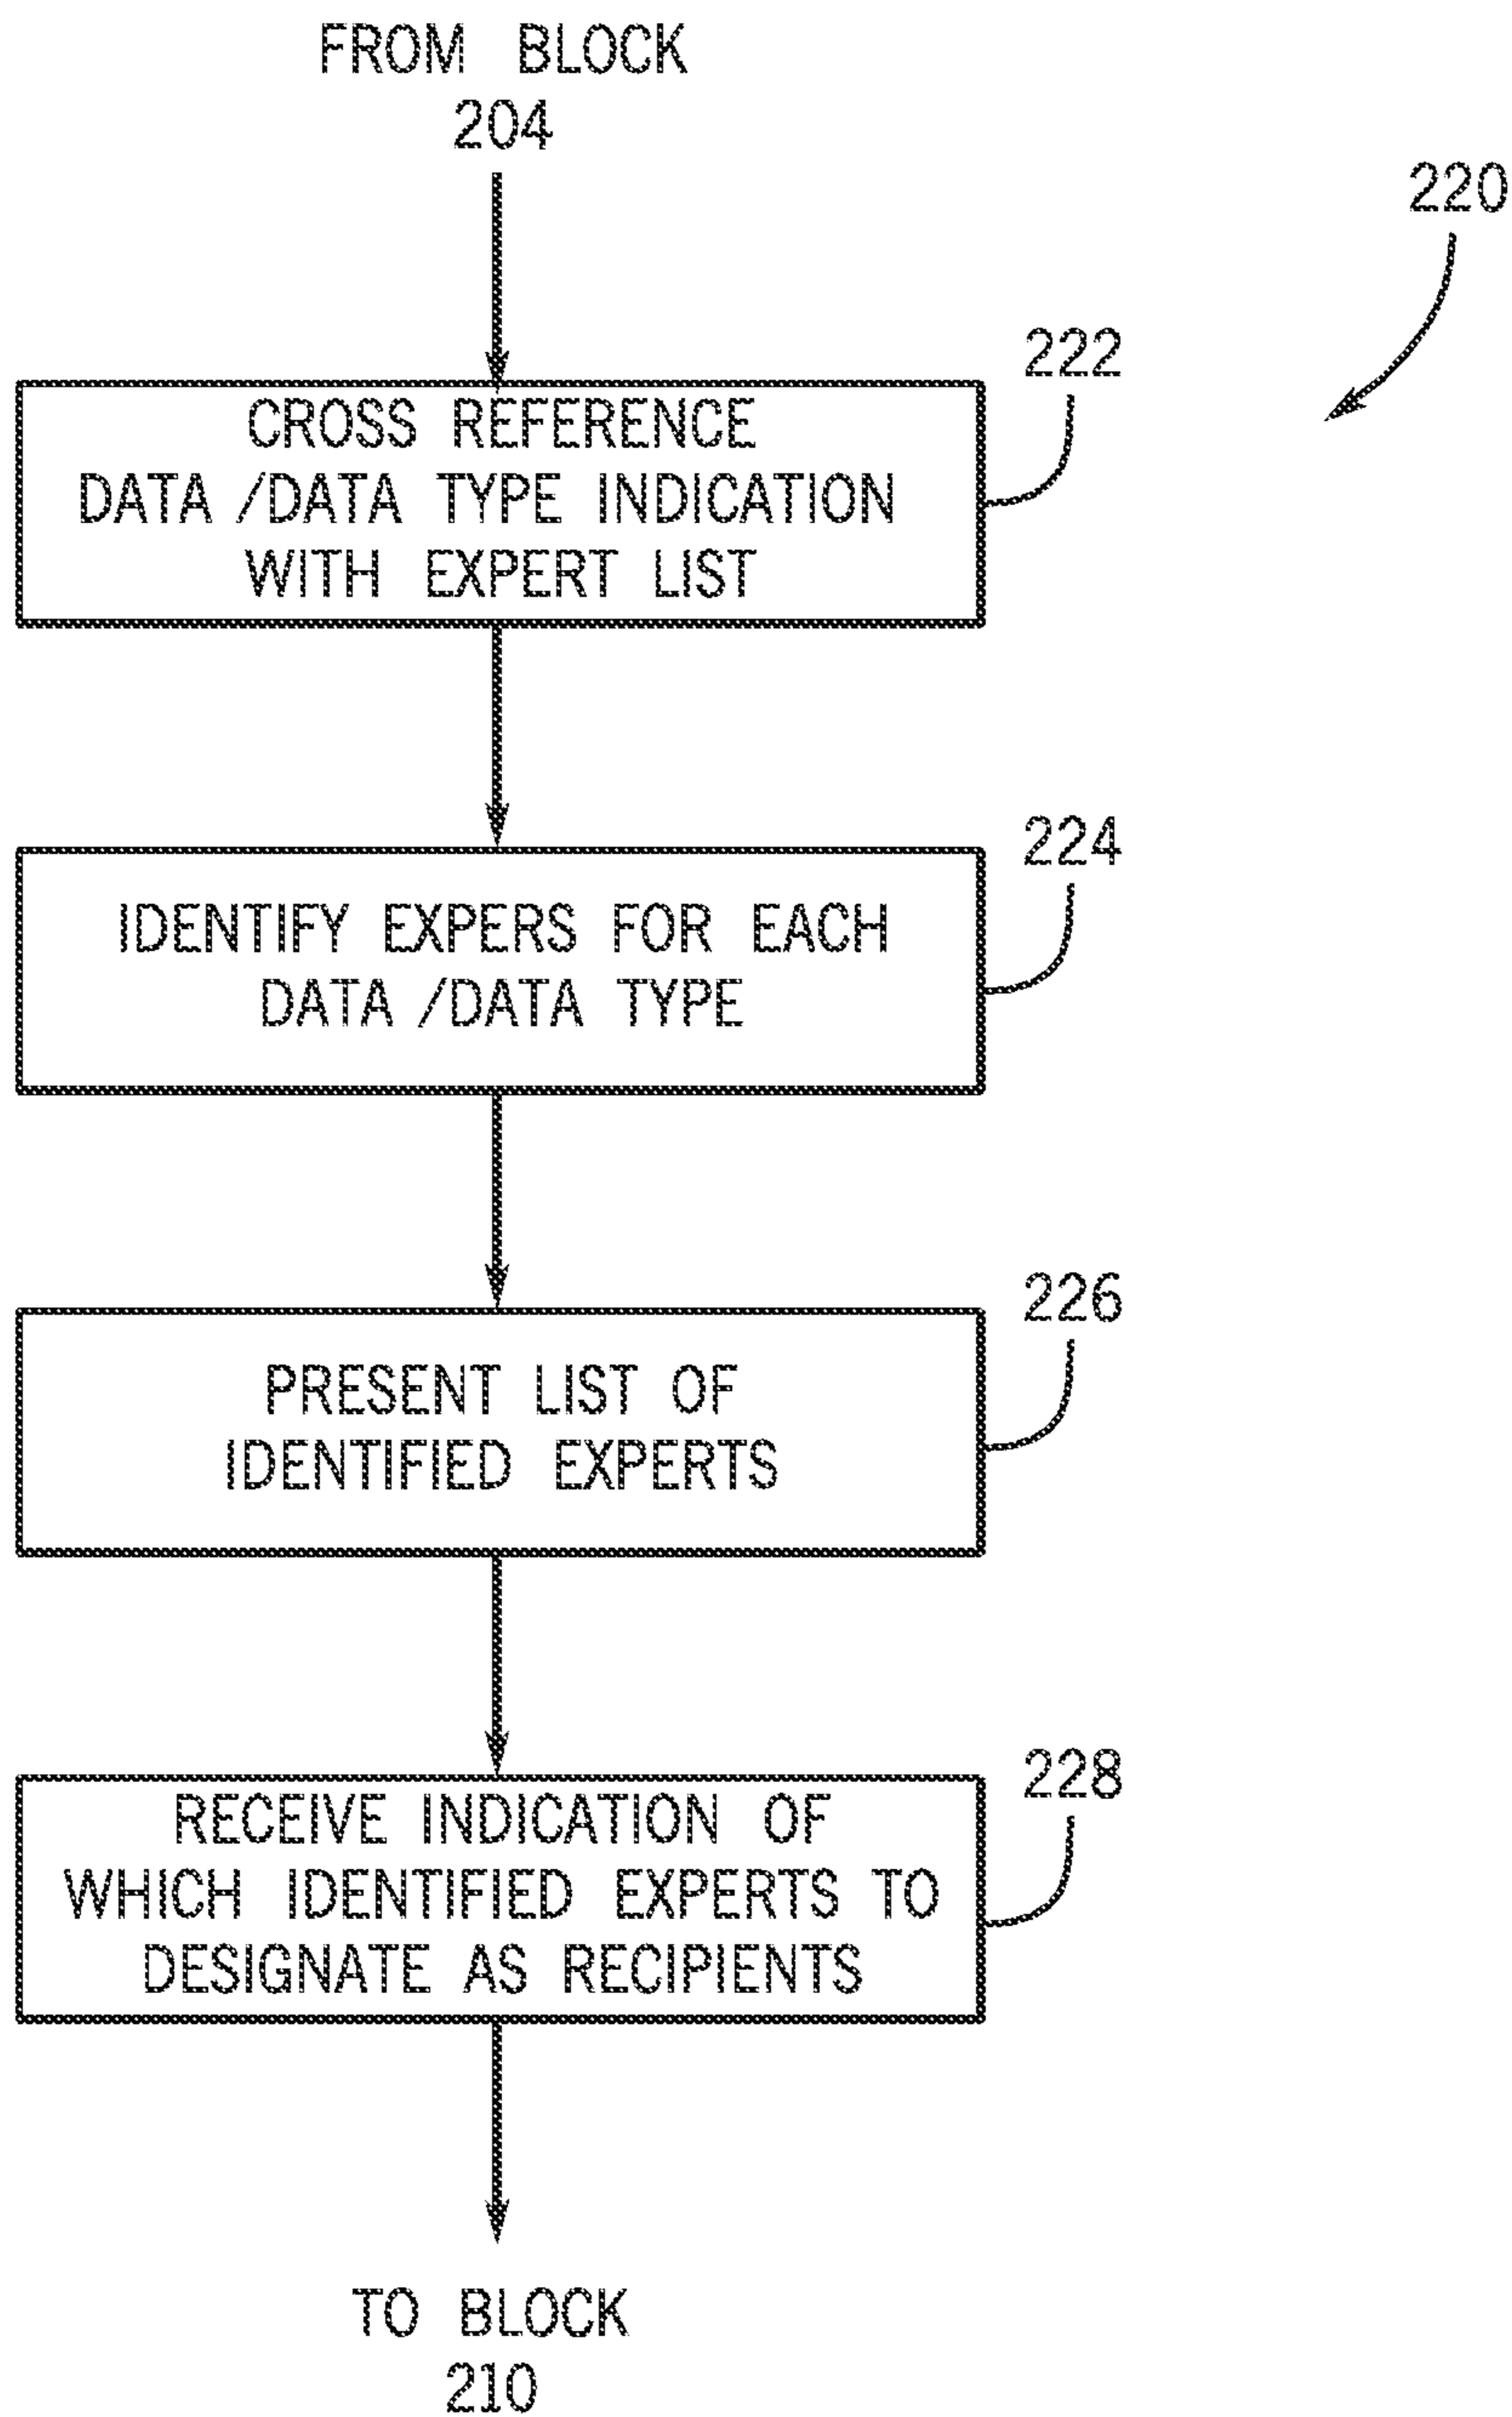 FROM BLOCK
204
220
222
CROSS REFERENCE
DATA /DATA TYPE INDICATION
WITH EXPERT LIST
224
IDENTIFY EXPERS FOR EACH
DATA /DATA TYPE
226
PRESENT LIST OF
IDENTIFIED EXPERTS
228
RECEIVE INDICATION OF
WHICH IDENTIFIED EXPERTS TO
DESIGNATE AS RECIPIENTS
TO BLOCK
210